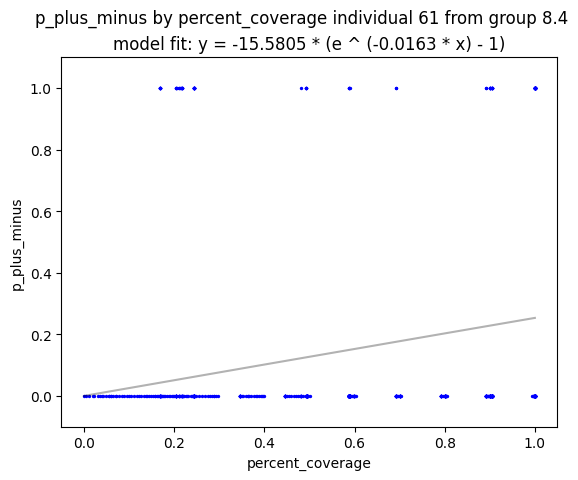 p_plus_minus by percent_coverage individual 61 from group 8.4
model fit: y = -15.5805 * (e ^ (-0.0163 * x) - 1)
1.0
0.8
0.6
0.4
0.2
0.0
p_plus_minus
0.0 0.2 0.4 0.6 0.8 1.0
percent_coverage